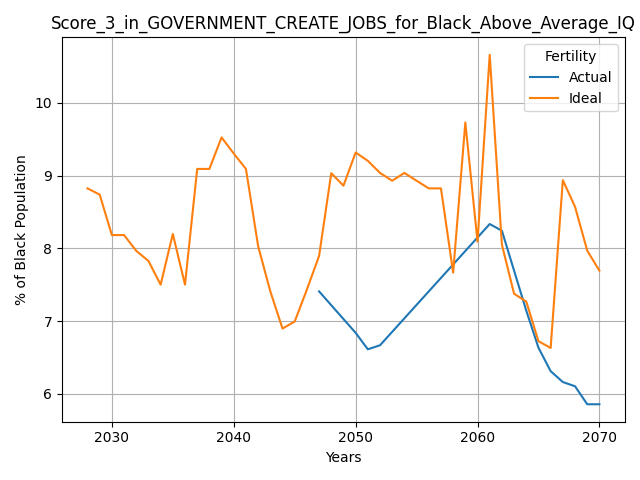 Score_3_in_GOVERNMENT_CREATE_JOBS_for_Black_Above_Average_IQ
Fertility
Actual
Ideal
% of Black Population
10
9
8
7
6
2030 2040 2050 2060 2070
Years